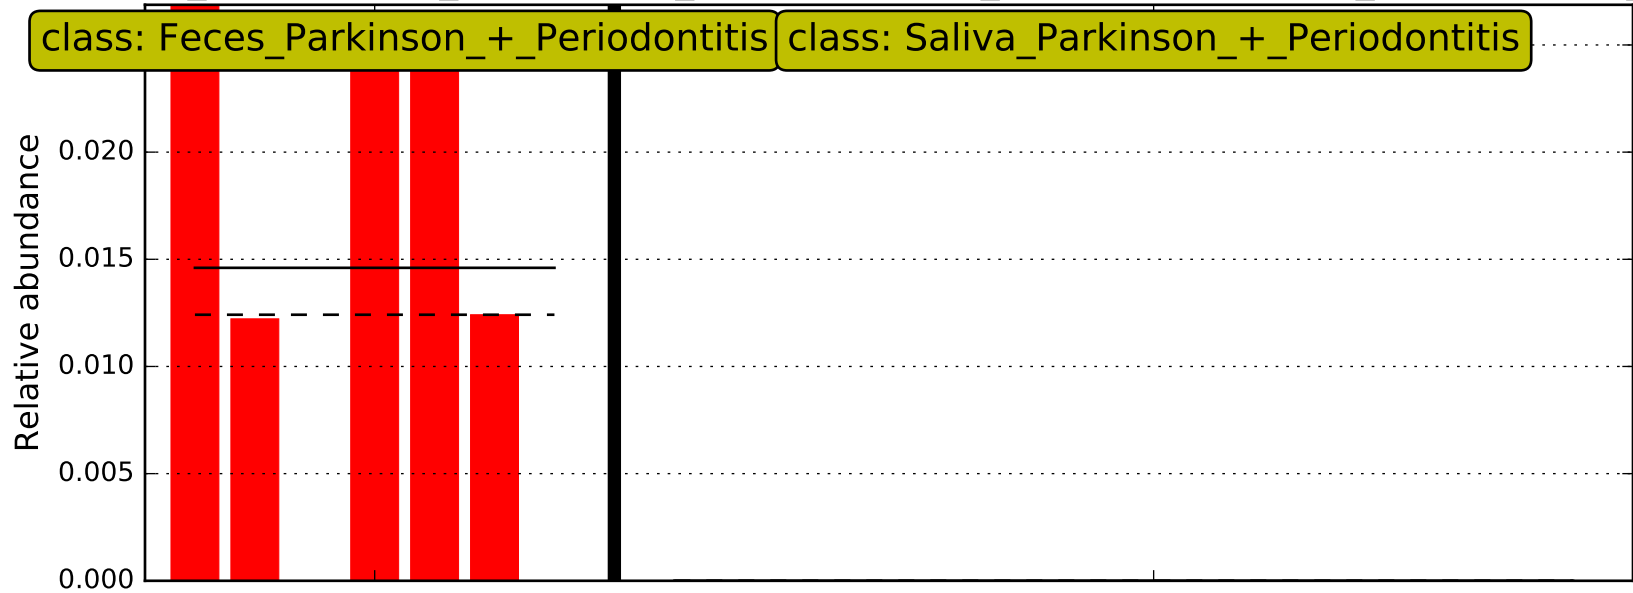 class: Feces_Parkinson_+_Periodontitis
class: Saliva_Parkinson_+_Periodontitis
Relative abundance
0.020
0.015
0.010
0.005
0.000